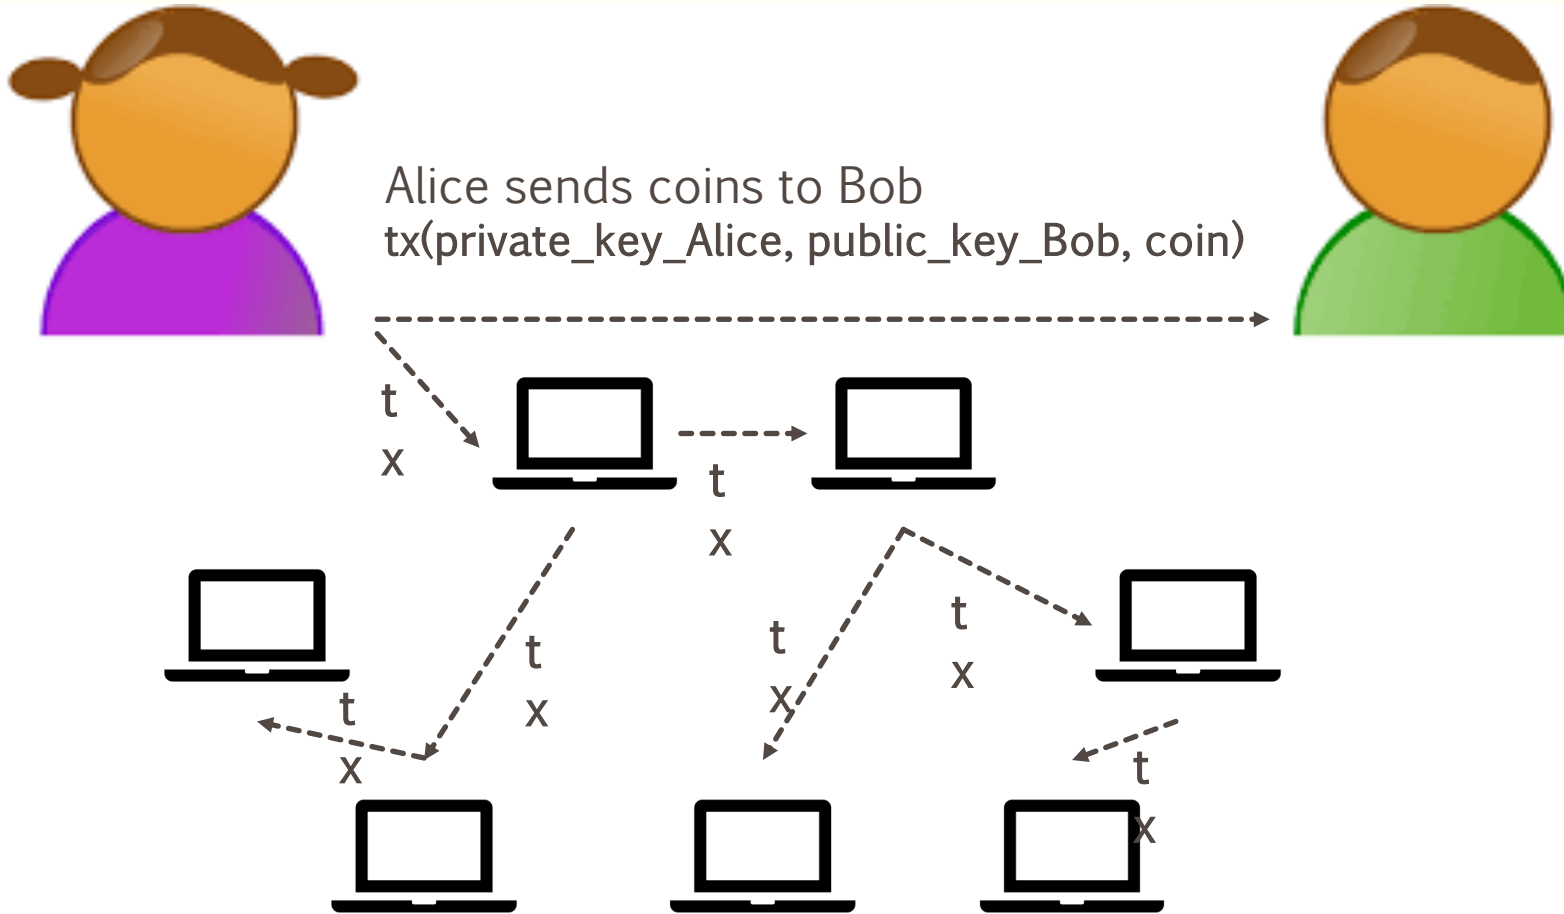 Alice sends coins to Bob
tx(private_key_Alice, public_key_Bob, coin)
t
x
t
x
t
x
t
x
t
x
t
x
t
x